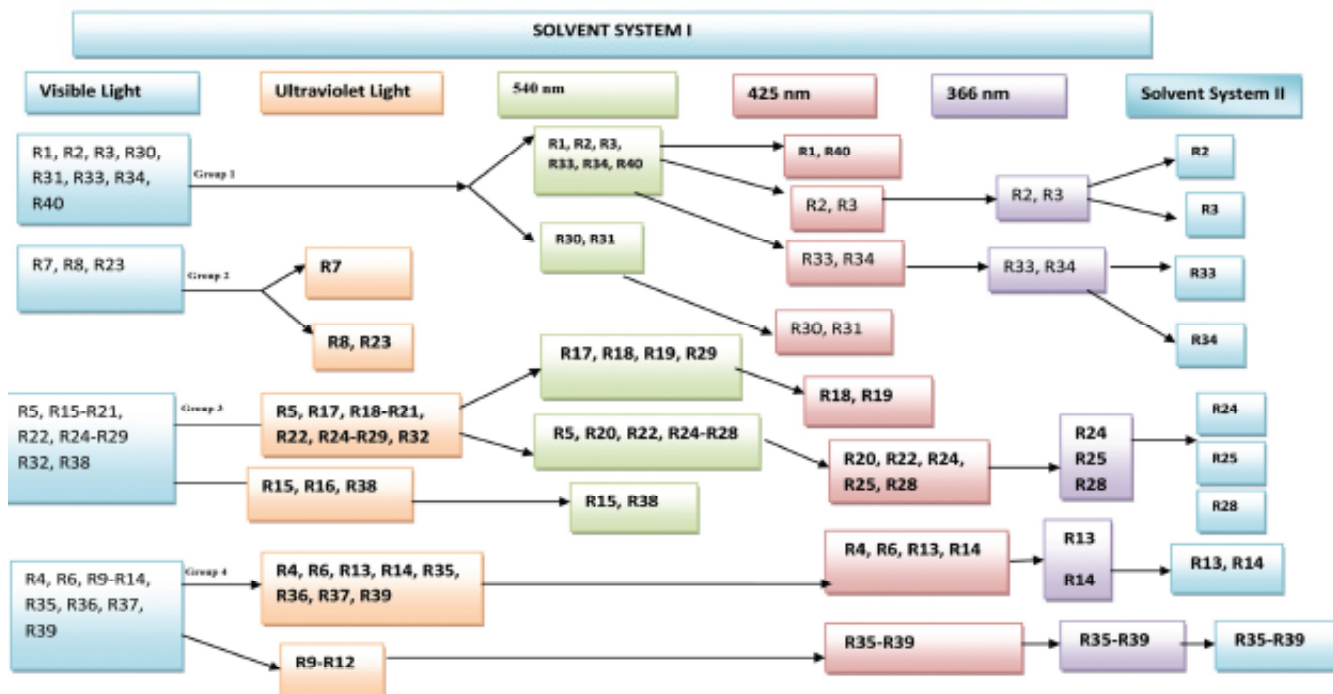 SOLVENT SYSTEM I
Visible Light
Ultraviolet Light
540 nm
425 nm
366 nm
Solvent System II
R1, R2, R3, R30,
R31, R33, R34,
R40
Group 1
R1, R2, R3,
R33, R34, R40
R30, R31
R1, R40
R2, R3
R33, R34
R30, R31
R2, R3
R33, R34
R2
R3
R33
R34
R7, R8, R23
Group 2
R7
R8, R23
R5, R15-R21,
R22, R24-R29
R32, R38
Group 3
R5, R17, R18-R21,
R22, R24-R29, R32
R15, R16, R38
R17, R18, R19, R29
R5, R20, R22, R24-R28
R15, R38
R18, R19
R20, R22, R24,
R25, R28
R24
R25
R28
R24
R25
R28
R4, R6, R9-R14,
R35, R36, R37,
R39
Group 4
R4, R6, R13, R14, R35,
R36, R37, R39
R9-R12
R4, R6, R13, R14
R35-R39
R13
R14
R35-R39
R13, R14
R35-R39